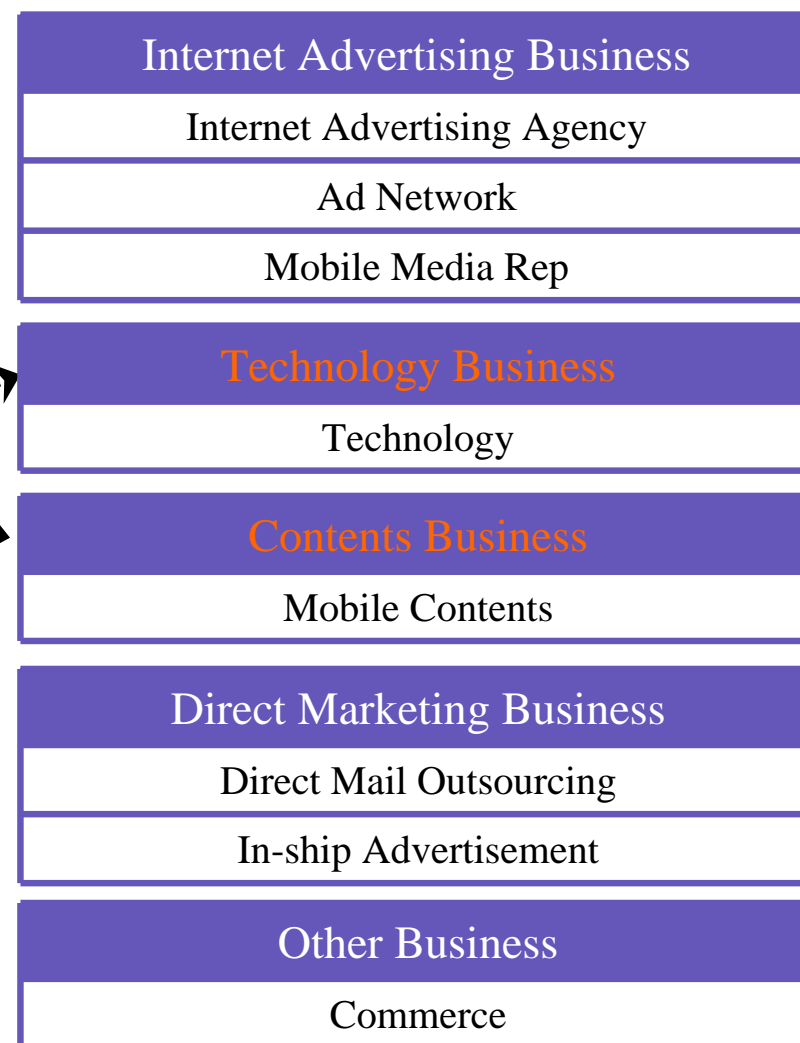 Internet Advertising Business
Internet Advertising Agency
Ad Network
Mobile Media Rep
Technology Business
Technology
Contents Business
Mobile Contents
Direct Marketing Business
Direct Mail Outsourcing
In-ship Advertisement
Other Business
Commerce